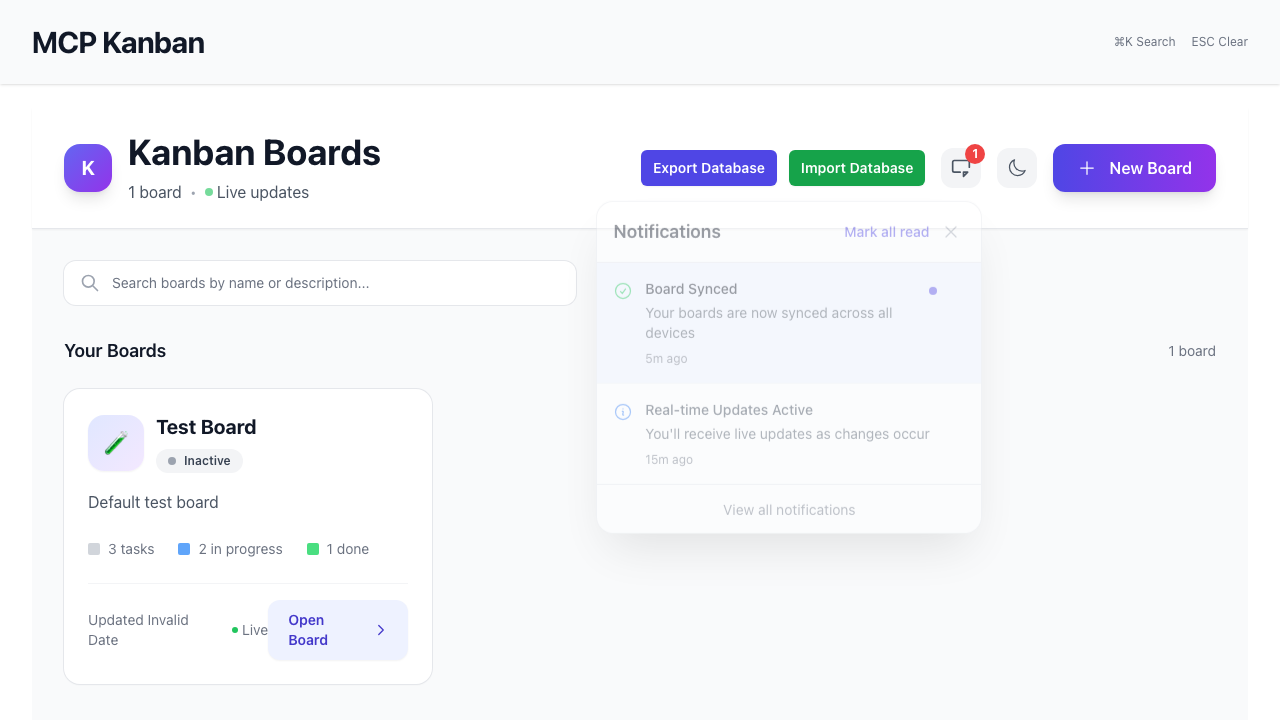 MCP Kanban
⌘K Search
ESC Clear
K
Kanban Boards
1 board • Live updates
Export Database
Import Database
1
New Board
Notifications
Mark all read
Board Synced
Your boards are now synced across all
devices
5m ago
Real-time Updates Active
You'll receive live updates as changes occur
15m ago
View all notifications
Search boards by name or description...
Your Boards
1 board
Test Board
Inactive
Default test board
3 tasks
2 in progress
1 done
Updated Invalid
Date
Live
Open
Board